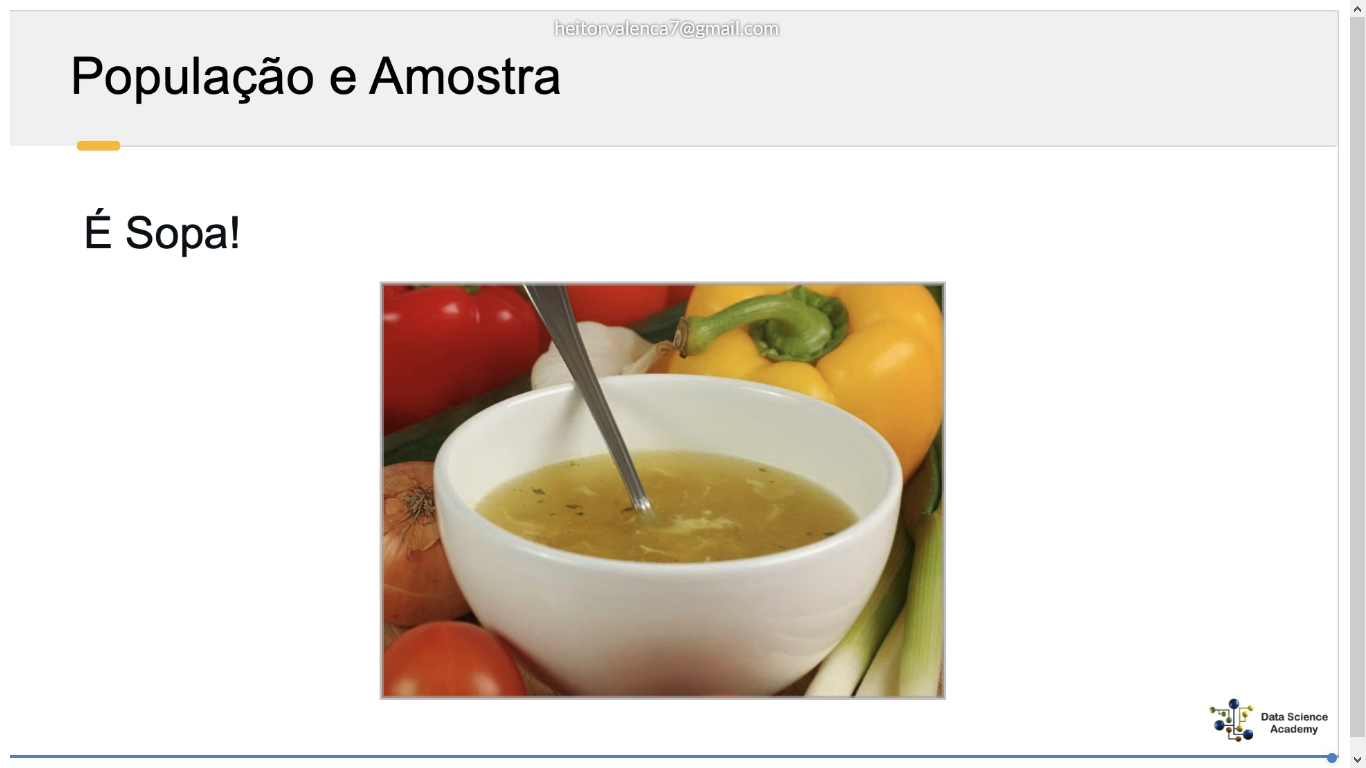 heitorvalenca7@gmail.com
População e Amostra
É Sopa!
Data Science
Academy